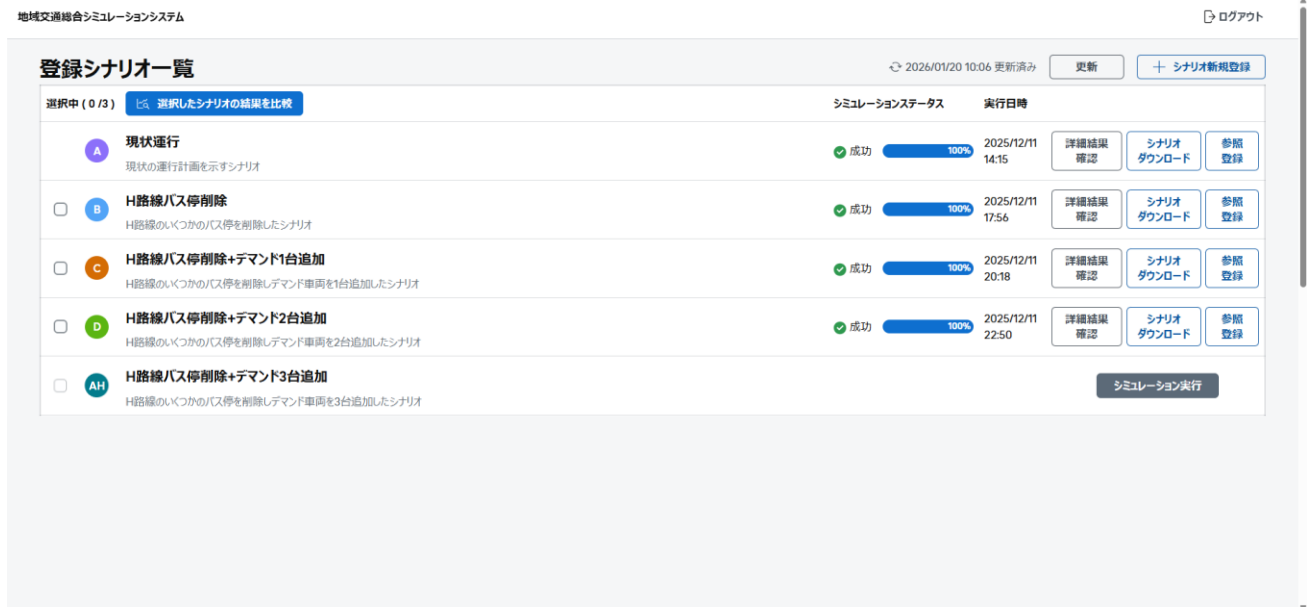 地域交通総合シミュレーションシステム
ログアウト
登録シナリオ一覧
2026/01/20 10:06 更新済み
更新
シナリオ新規登録
選択中 ( 0 /3 )
選択したシナリオの結果を比較
シミュレーションステータス
実行日時
A
現状運行
現状の運行計画を示すシナリオ
成功
100%
2025/12/11
14:15
詳細結果
確認
シナリオ
ダウンロード
参照
登録
B
H路線バス停削除
H路線のいくつかのバス停を削除したシナリオ
成功
100%
2025/12/11
17:56
詳細結果
確認
シナリオ
ダウンロード
参照
登録
C
H路線バス停削除+デマンド1台追加
H路線のいくつかのバス停を削除しデマンド車両を1台追加したシナリオ
成功
100%
2025/12/11
20:18
詳細結果
確認
シナリオ
ダウンロード
参照
登録
D
H路線バス停削除+デマンド2台追加
H路線のいくつかのバス停を削除しデマンド車両を2台追加したシナリオ
成功
100%
2025/12/11
22:50
詳細結果
確認
シナリオ
ダウンロード
参照
登録
AH
H路線バス停削除+デマンド3台追加
H路線のいくつかのバス停を削除しデマンド車両を3台追加したシナリオ
シミュレーション実行